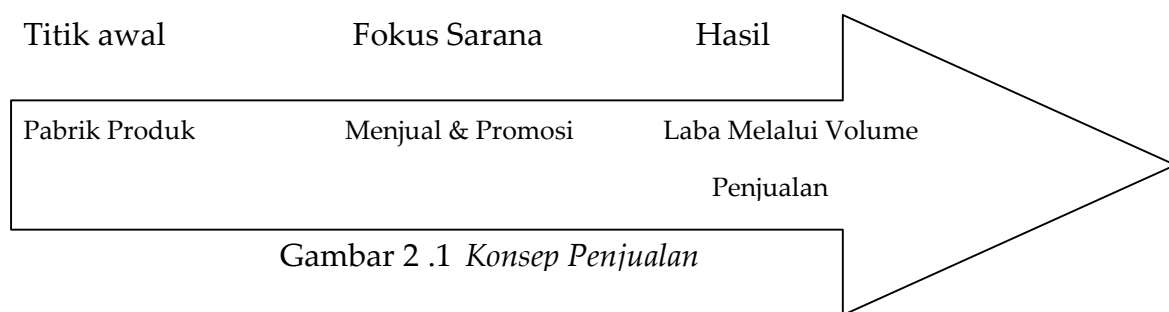 Titik awal Fokus Sarana Hasil
Pabrik Produk Menjual & Promosi Laba Melalui Volume
Penjualan
Gambar 2 .1 Konsep Penjualan